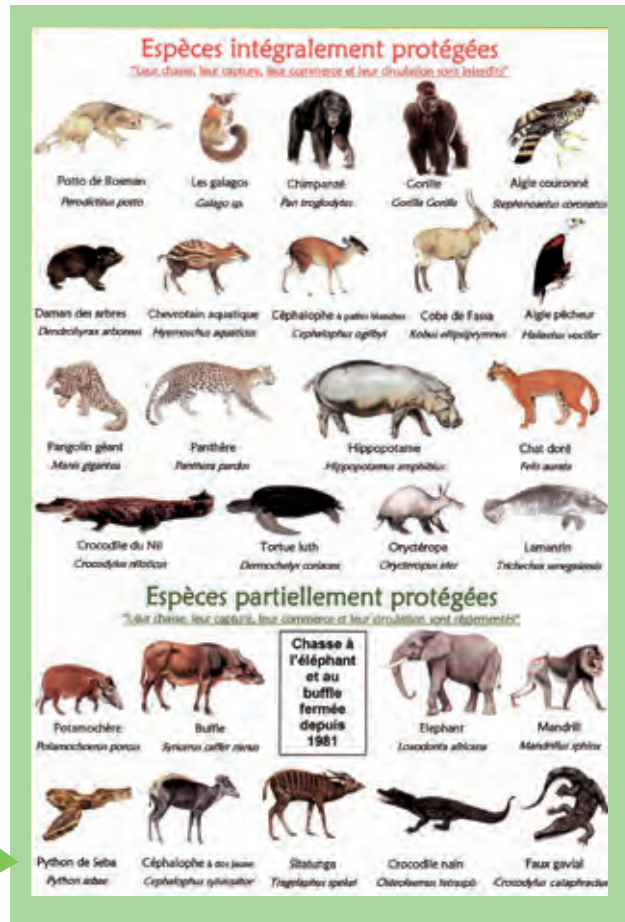 Espèces intégralement protégées
"Leur chasse, leur capture, leur commerce et leur circulation sont interdits"
Potto de Bosman
Perodicticus potto
Les galagos
Galago sp.
Chimpanzé
Pan troglodytes
Gorille
Gorilla Gorilla
Aigle couronné
Stephanoaetus coronatus
Daman des arbres
Dendrohyrax arboreus
Chevrotain aquatique
Hyemoschus aquaticus
Céphalophe à pattes blanches
Cephalophus ogilbyi
Cobe de Fassa
Kobus ellipsiprymnus
Aigle pêcheur
Haliaetus vocifer
Pangolin géant
Manis gigantea
Panthère
Panthera pardus
Hippopotame
Hippopotamus amphibius
Chat doré
Felis aurata
Crocodile du Nil
Crocodylus niloticus
Tortue luth
Dermochelys coriacea
Oryctérope
Orycteropus afer
Lamantin
Trichechus senegalensis
Espèces partiellement protégées
"Leur chasse, leur capture, leur commerce et leur circulation sont réglementés"
Potamochère
Potamochoerus porcus
Buffle
Syncerus caffer nanus
Chasse à
l'éléphant
et au
buffle
fermée
depuis
1981
Elephant
Loxodonta africana
Mandrill
Mandrillus sphinx
Python de Seba
Python sebae
Céphalophe à dos jaune
Cephalophus sylvicultor
Sitatunga
Tragelaphus spekei
Crocodile nain
Osteolaemus tetraspis
Faux gavial
Crocodylus cataphractus